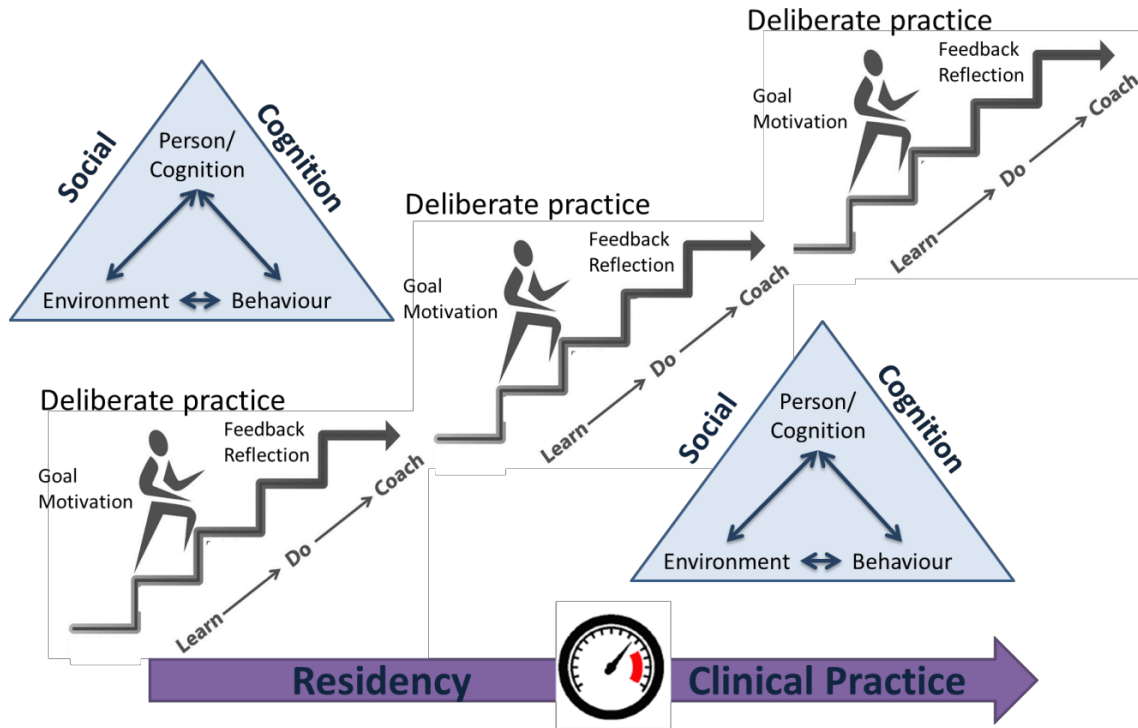 Deliberate practice
Feedback
Reflection
Goal
Motivation
Learn
Do
Coach
Social
Cognition
Person/
Cognition
Environment
Behaviour
Deliberate practice
Feedback
Reflection
Goal
Motivation
Learn
Do
Coach
Deliberate practice
Feedback
Reflection
Goal
Motivation
Learn
Do
Coach
Social
Cognition
Person/
Cognition
Environment
Behaviour
Residency
Clinical Practice